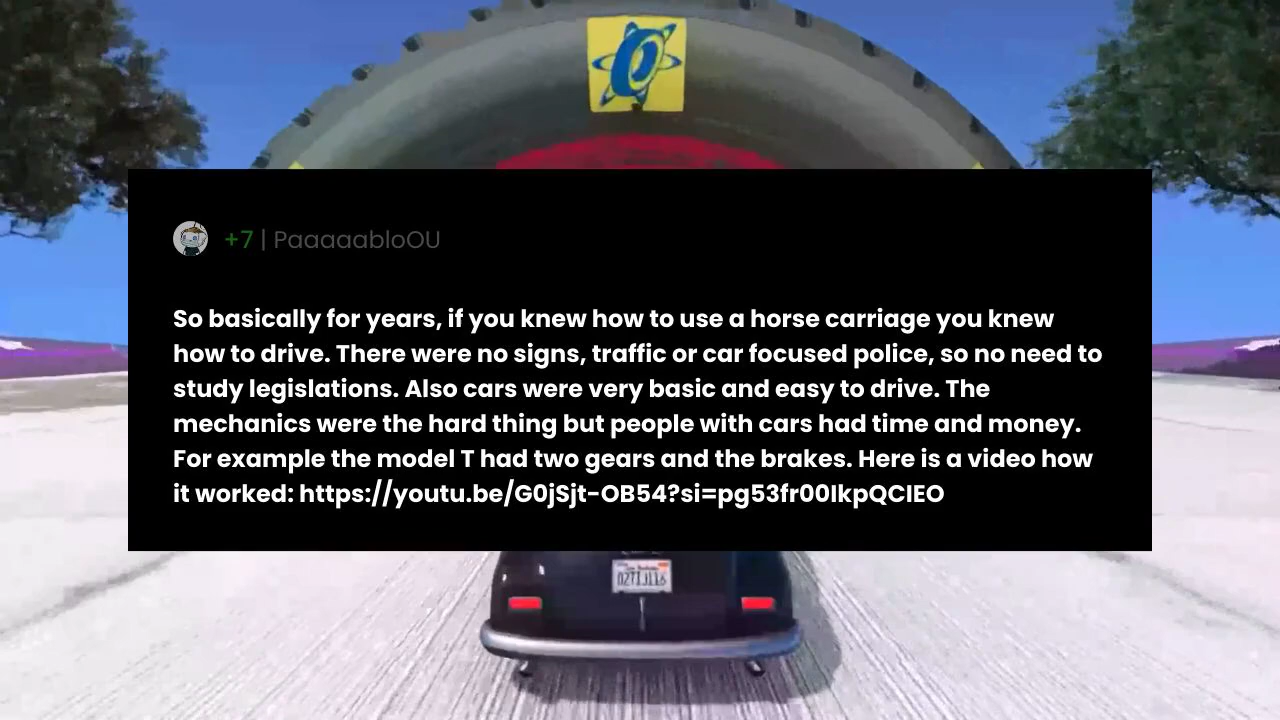 +7 | PaaaaabloOU
So basically for years, if you knew how to use a horse carriage you knew
how to drive. There were no signs, traffic or car focused police, so no need to
study legislations. Also cars were very basic and easy to drive. The
mechanics were the hard thing but people with cars had time and money.
For example the model T had two gears and the brakes. Here is a video how
it worked: https://youtu.be/G0jSjt-OB54?si=pg53fr00IkpQCIEO